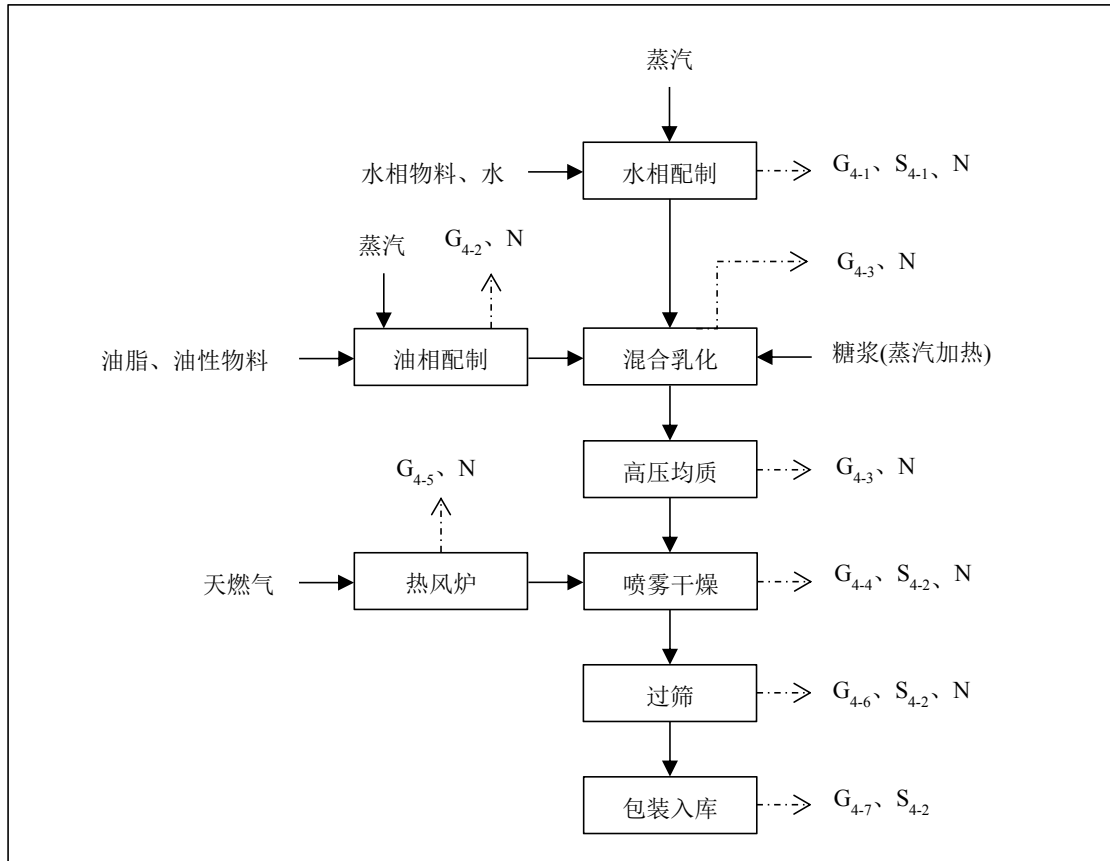 蒸汽
水相物料、水
水相配制
G4-1、S4-1、N
蒸汽
G4-2、N
G4-3、N
油脂、油性物料
油相配制
混合乳化
糖浆(蒸汽加热)
高压均质
G4-3、N
G4-5、N
天燃气
热风炉
喷雾干燥
G4-4、S4-2、N
过筛
G4-6、S4-2、N
包装入库
G4-7、S4-2